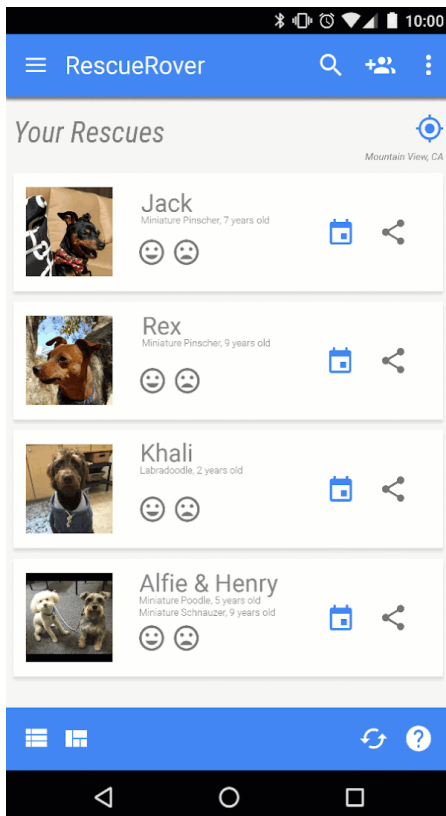 10:00
RescueRover
Your Rescues
Mountain View, CA
Jack
Miniature Pinscher, 7 years old
Rex
Miniature Pinscher, 9 years old
Khali
Labradoodle, 2 years old
Alfie & Henry
Miniature Poodle, 5 years old
Miniature Schnauzer, 9 years old